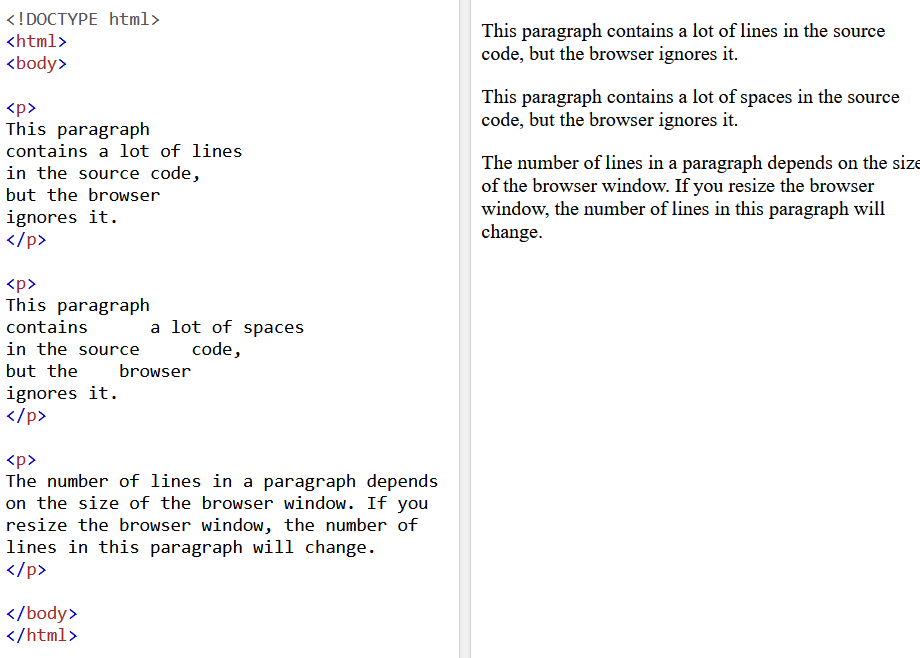 <!DOCTYPE html>
<html>
<body>

<p>
This paragraph
contains a lot of lines
in the source code,
but the browser
ignores it.
</p>

<p>
This paragraph
contains      a lot of spaces
in the source     code,
but the    browser
ignores it.
</p>

<p>
The number of lines in a paragraph depends
on the size of the browser window. If you
resize the browser window, the number of
lines in this paragraph will change.
</p>

</body>
</html>

This paragraph contains a lot of lines in the source
code, but the browser ignores it.

This paragraph contains a lot of spaces in the source
code, but the browser ignores it.

The number of lines in a paragraph depends on the size
of the browser window. If you resize the browser
window, the number of lines in this paragraph will
change.